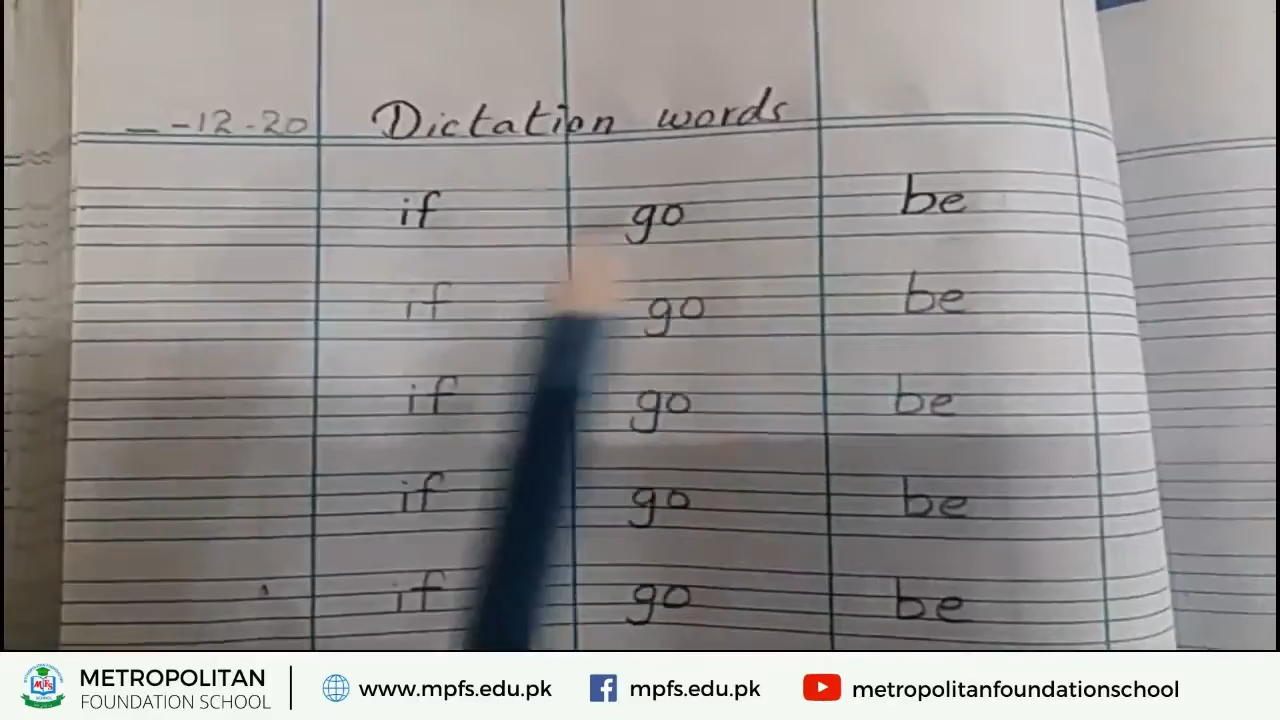 _-12-20 Dictation words
if go be
if go be
if go be
if go be
if go be
METROPOLITAN
FOUNDATION SCHOOL
www.mpfs.edu.pk
mpfs.edu.pk
metropolitanfoundationschool